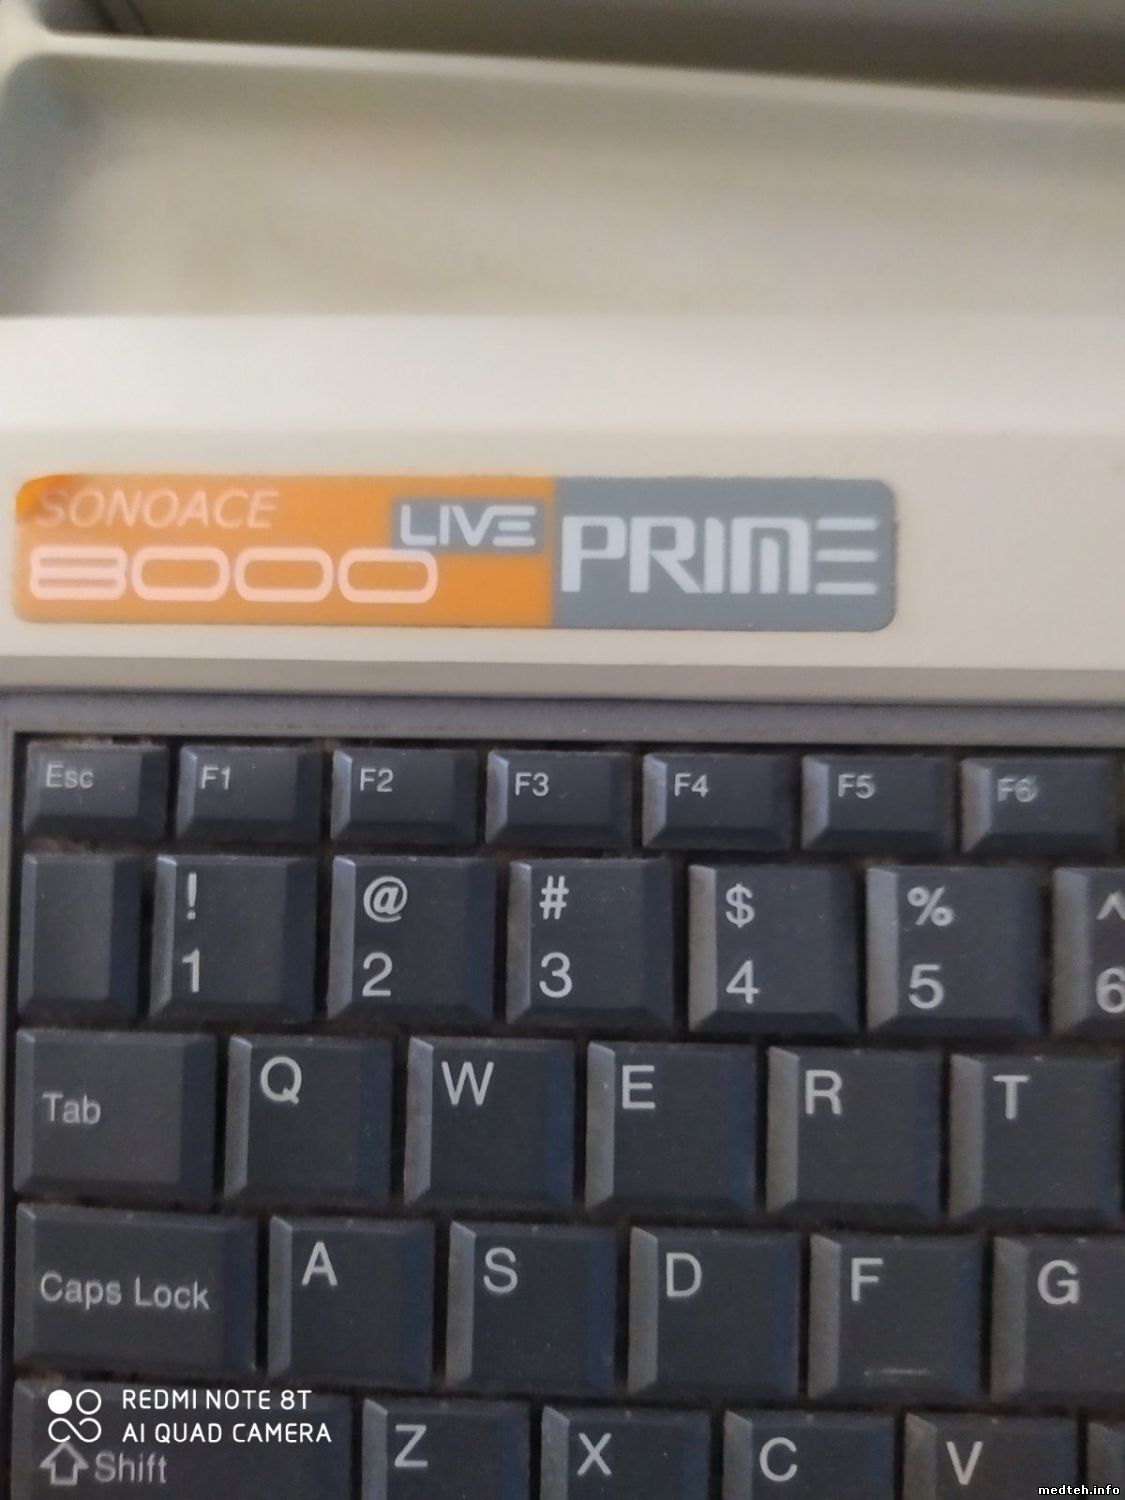 SONOACE
8000 LIVE PRIME
Esc F1 F2 F3 F4 F5 F6
! @ # $ % ^
1 2 3 4 5 6
Tab Q W E R T
Caps Lock A S D F G
Shift Z X C V
REDMI NOTE 8T
AI QUAD CAMERA
medteh.info